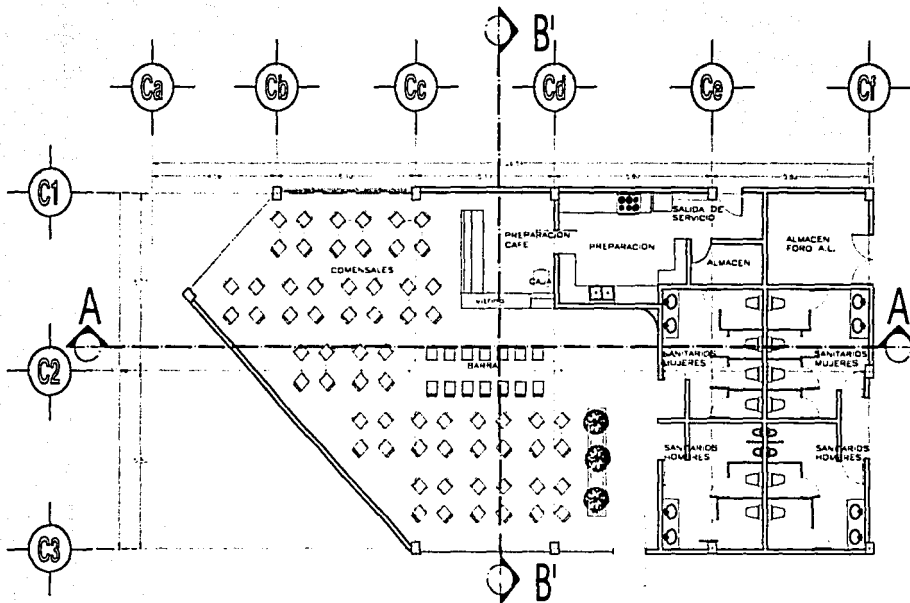 B'
Ca
Cb
Cc
Cd
Ce
Cf
C1
SALIDA DE
SERVICIO
PREPARACION
CAFE
PREPARACION
ALMACEN
FORO A.L.
ALMACEN
COMENSALES
CAJA
A
A
SANITARIOS
MUJERES
SANITARIOS
MUJERES
C2
BARRA
SANITARIOS
HOMBRES
SANITARIOS
HOMBRES
C3
B'